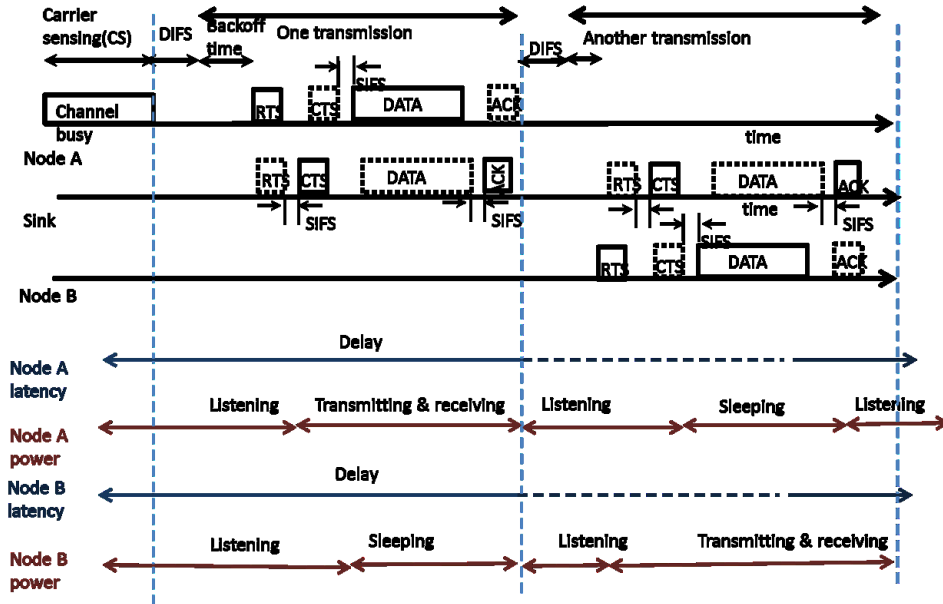 Carrier
sensing(CS)
DIFS
Backoff
time
One transmission
DIFS
Another transmission
SIFS
Channel
busy
RTS
CTS
DATA
ACK
time
Node A
RTS
CTS
DATA
ACK
RTS
CTS
DATA
ACK
time
Sink
SIFS
SIFS
SIFS
SIFS
RTS
CTS
DATA
ACK
Node B
Delay
Node A
latency
Listening
Transmitting & receiving
Listening
Sleeping
Listening
Node A
power
Delay
Node B
latency
Listening
Sleeping
Listening
Transmitting & receiving
Node B
power